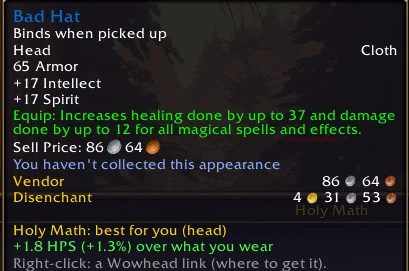 Bad Hat
Binds when picked up
Head Cloth
65 Armor
+17 Intellect
+17 Spirit
Equip: Increases healing done by up to 37 and damage
done by up to 12 for all magical spells and effects.
Sell Price: 86 64
You haven't collected this appearance
Vendor 86 64
Disenchant 4 31 53
Holy Math
Holy Math: best for you (head)
+1.8 HPS (+1.3%) over what you wear
Right-click: a Wowhead link (where to get it).